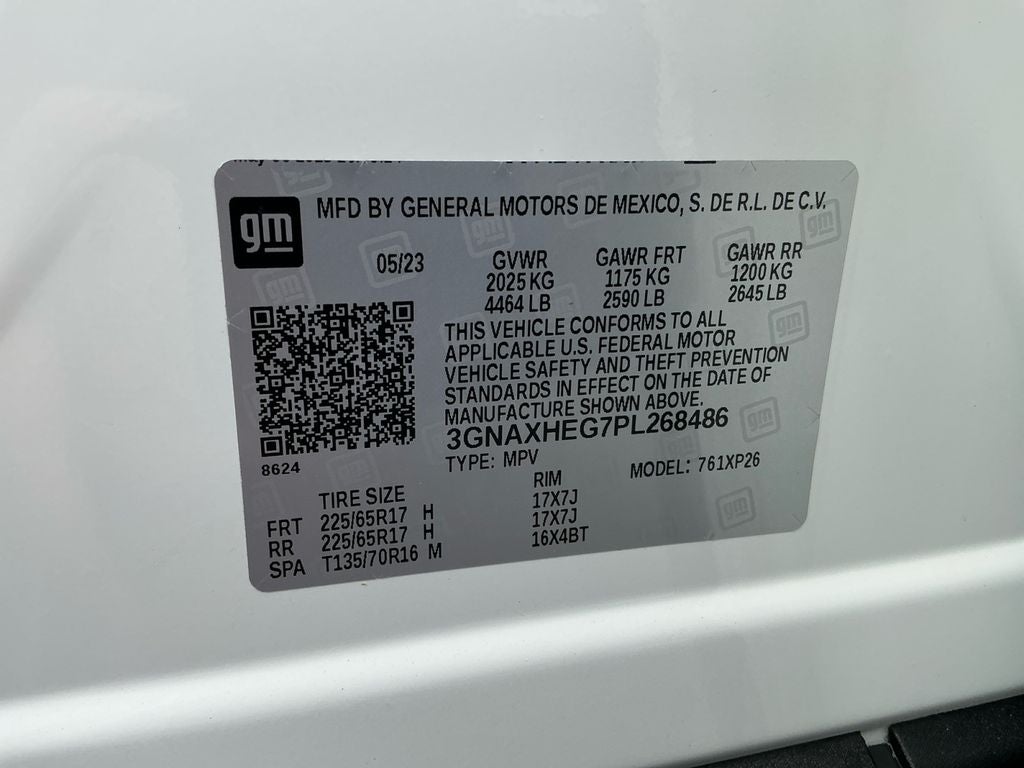 gm
MFD BY GENERAL MOTORS DE MEXICO, S. DE R.L. DE C.V.
05/23 GVWR GAWR FRT GAWR RR
2025 KG 1175 KG 1200 KG
4464 LB 2590 LB 2645 LB
THIS VEHICLE CONFORMS TO ALL
APPLICABLE U.S. FEDERAL MOTOR
VEHICLE SAFETY AND THEFT PREVENTION
STANDARDS IN EFFECT ON THE DATE OF
MANUFACTURE SHOWN ABOVE.
3GNAXHEG7PL268486
8624
TYPE: MPV MODEL: 761XP26
TIRE SIZE RIM
FRT 225/65R17 H 17X7J
RR 225/65R17 H 17X7J
SPA T135/70R16 M 16X4BT